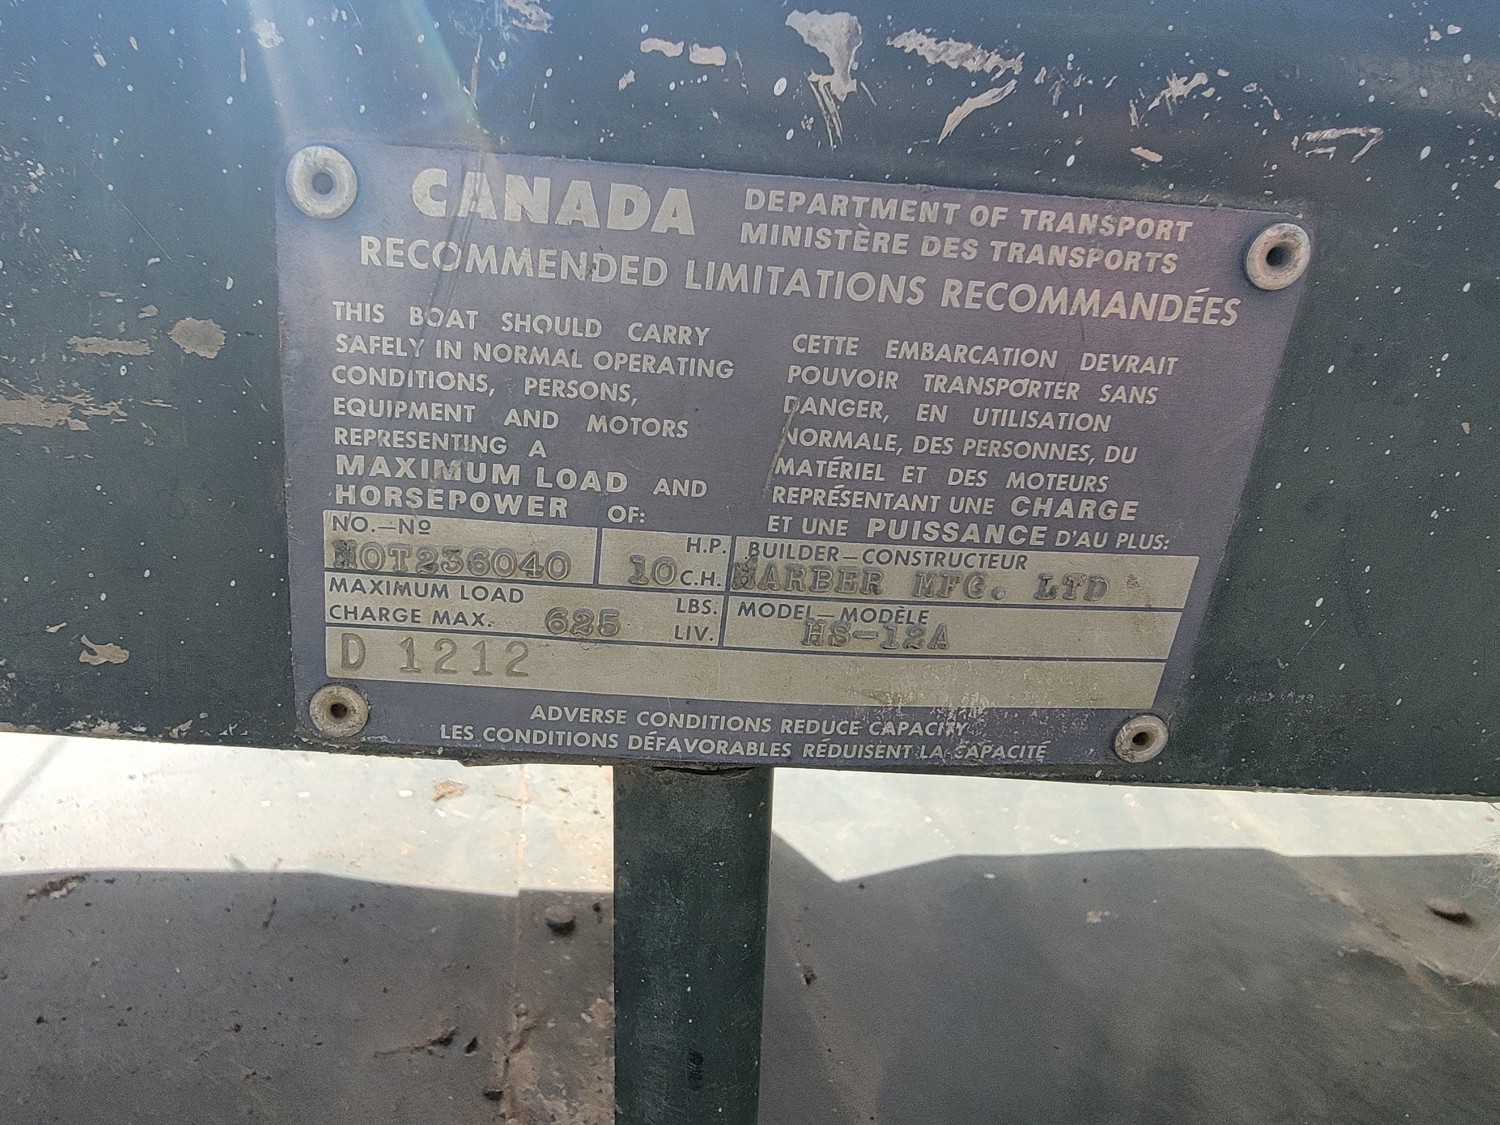 CANADA
DEPARTMENT OF TRANSPORT
MINISTÈRE DES TRANSPORTS
RECOMMENDED LIMITATIONS RECOMMANDÉES
THIS BOAT SHOULD CARRY
SAFELY IN NORMAL OPERATING
CONDITIONS, PERSONS,
EQUIPMENT AND MOTORS
REPRESENTING A
MAXIMUM LOAD AND
HORSEPOWER OF:
CETTE EMBARCATION DEVRAIT
POUVOIR TRANSPORTER SANS
DANGER, EN UTILISATION
NORMALE, DES PERSONNES, DU
MATÉRIEL ET DES MOTEURS
REPRÉSENTANT UNE CHARGE
ET UNE PUISSANCE D'AU PLUS:
NO.—Nº
MOT236040
H.P.
10 C.H.
BUILDER—CONSTRUCTEUR
HARBER MFG. LTD
MAXIMUM LOAD
CHARGE MAX. 625
LBS.
LIV.
MODEL—MODÈLE
HS-12A
D 1212
ADVERSE CONDITIONS REDUCE CAPACITY
LES CONDITIONS DÉFAVORABLES RÉDUISENT LA CAPACITÉ